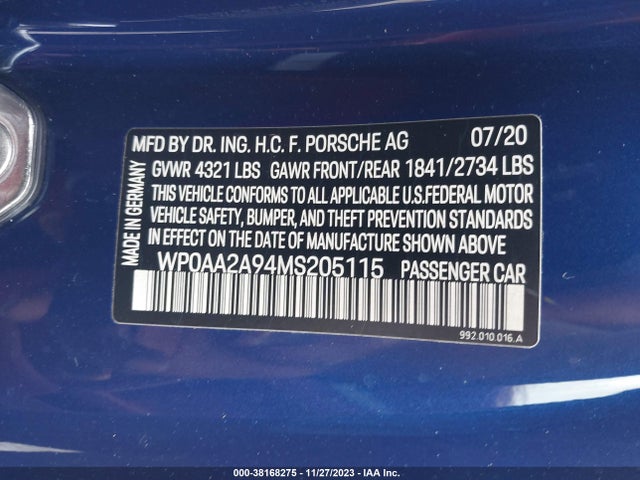 MFD BY DR. ING. H.C. F. PORSCHE AG 07/20
GVWR 4321 LBS GAWR FRONT/REAR 1841/2734 LBS
THIS VEHICLE CONFORMS TO ALL APPLICABLE U.S.FEDERAL MOTOR
VEHICLE SAFETY, BUMPER, AND THEFT PREVENTION STANDARDS
IN EFFECT ON THE DATE OF MANUFACTURE SHOWN ABOVE
WP0AA2A94MS205115 PASSENGER CAR
MADE IN GERMANY
992.010.016.A
000-38168275 | 11/27/2023 | IAA Inc.